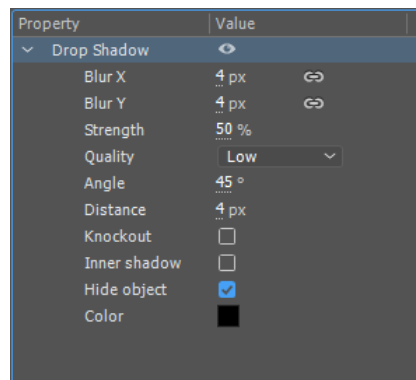 Property Value
Drop Shadow
Blur X 4 px
Blur Y 4 px
Strength 50 %
Quality Low
Angle 45 °
Distance 4 px
Knockout
Inner shadow
Hide object
Color